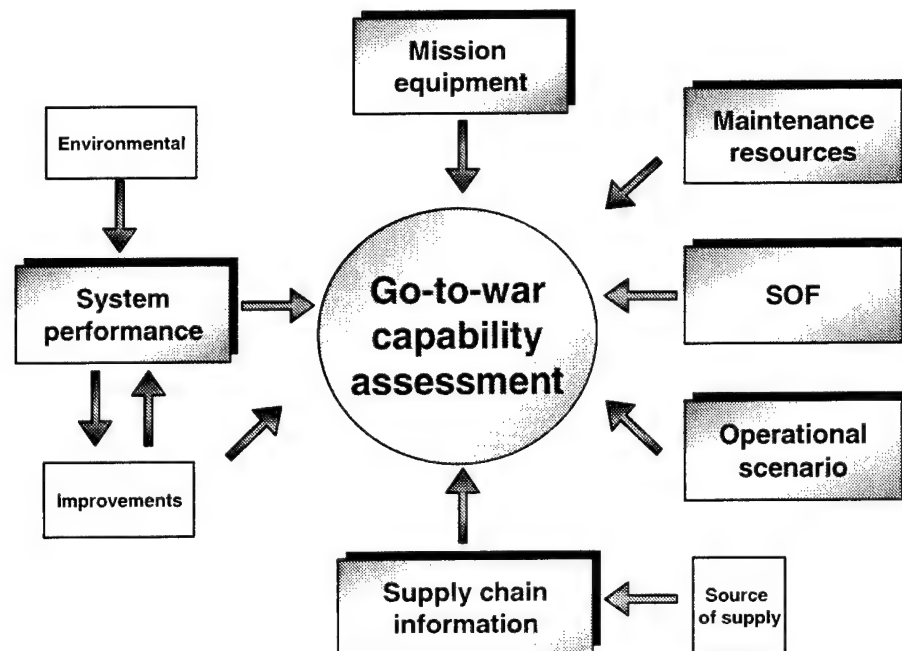 Mission
equipment
Environmental
Maintenance
resources
System
performance
Go-to-war
capability
assessment
SOF
Improvements
Operational
scenario
Supply chain
information
Source
of supply